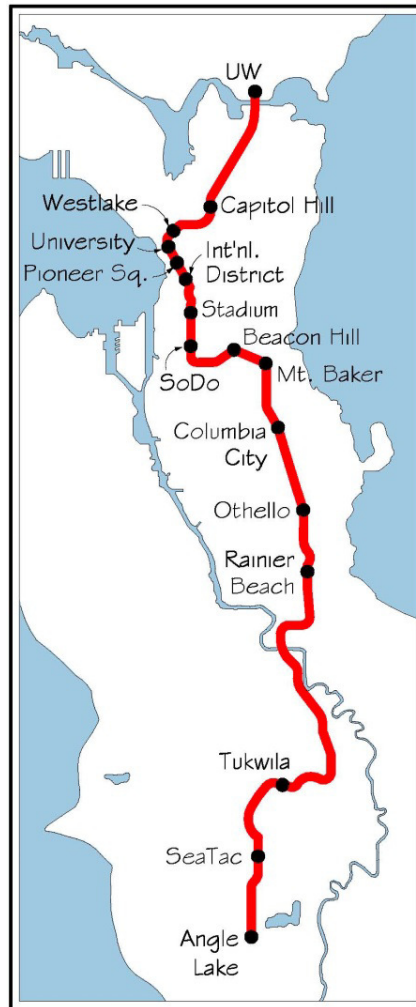 UW
Capitol Hill
Westlake
University
Pioneer Sq.
Int'nl.
District
Stadium
Beacon Hill
SoDo
Mt. Baker
Columbia
City
Othello
Rainier
Beach
Tukwila
SeaTac
Angle
Lake